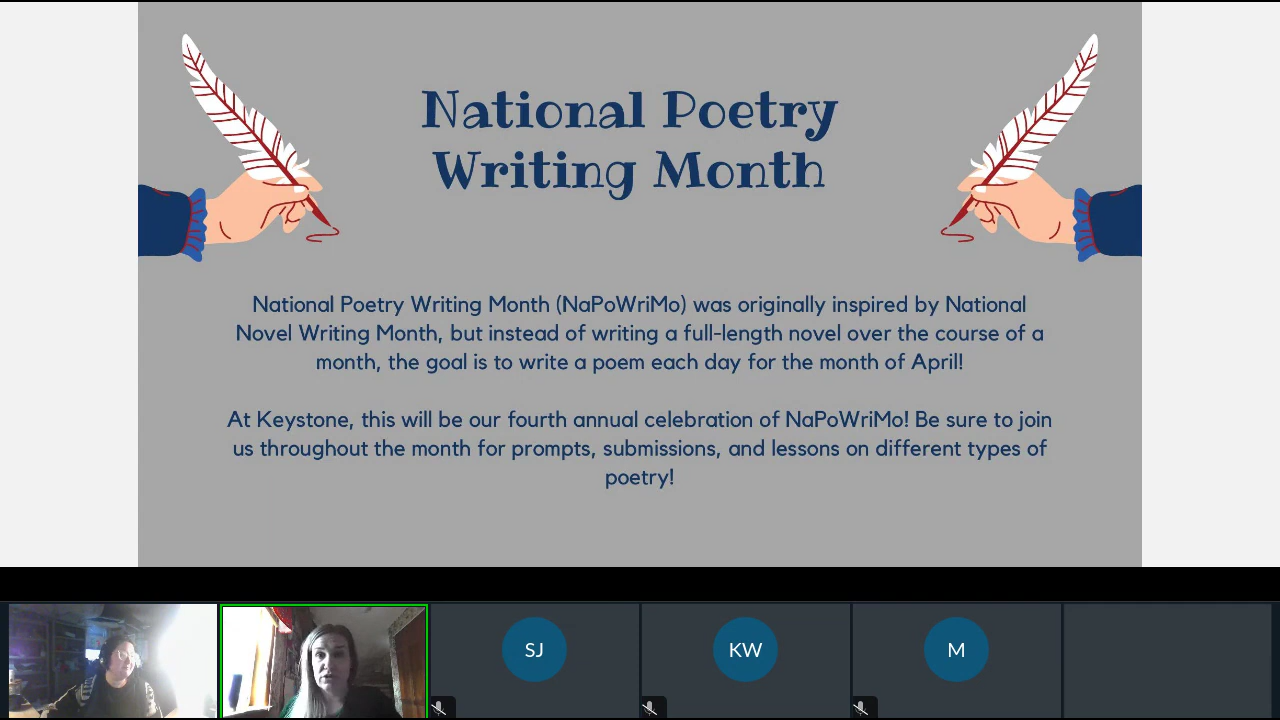 National Poetry
Writing Month
National Poetry Writing Month (NaPoWriMo) was originally inspired by National
Novel Writing Month, but instead of writing a full-length novel over the course of a
month, the goal is to write a poem each day for the month of April!
At Keystone, this will be our fourth annual celebration of NaPoWriMo! Be sure to join
us throughout the month for prompts, submissions, and lessons on different types of
poetry!
SJ
KW
M